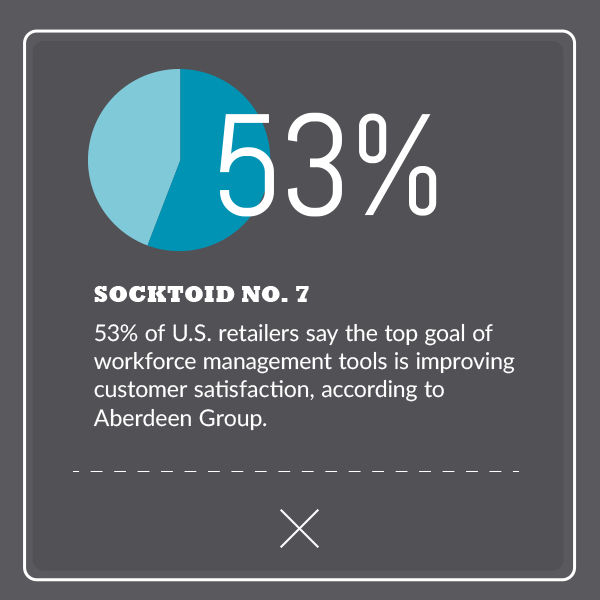 53%
SOCKTOID NO. 7
53% of U.S. retailers say the top goal of
workforce management tools is improving
customer satisfaction, according to
Aberdeen Group.